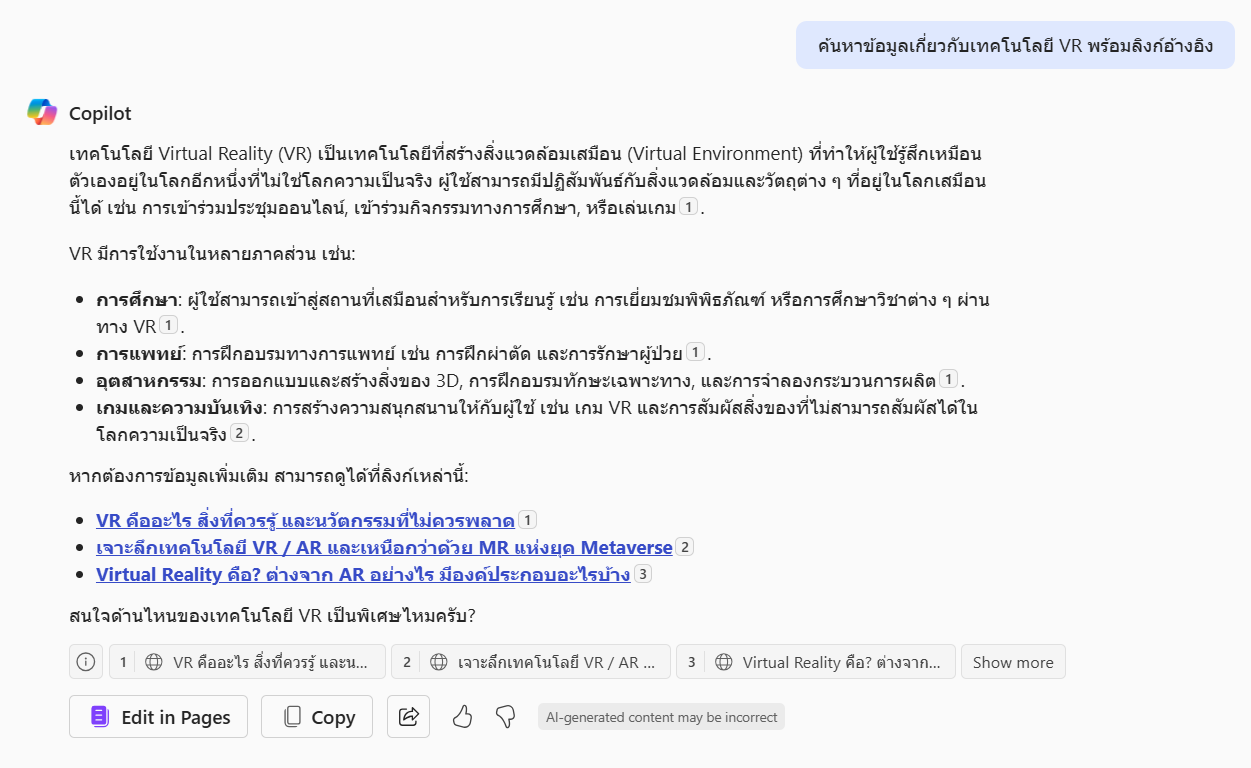 ค้นหาข้อมูลเกี่ยวกับเทคโนโลยี VR พร้อมลิงก์อ้างอิง
Copilot
เทคโนโลยี Virtual Reality (VR) เป็นเทคโนโลยีที่สร้างสิ่งแวดล้อมเสมือน (Virtual Environment) ที่ทำให้ผู้ใช้รู้สึกเหมือน
ตัวเองอยู่ในโลกอีกหนึ่งที่ไม่ใช่โลกความเป็นจริง ผู้ใช้สามารถมีปฏิสัมพันธ์กับสิ่งแวดล้อมและวัตถุต่าง ๆ ที่อยู่ในโลกเสมือน
นี้ได้ เช่น การเข้าร่วมประชุมออนไลน์, เข้าร่วมกิจกรรมทางการศึกษา, หรือเล่นเกม 1 .
VR มีการใช้งานในหลายภาคส่วน เช่น:
• การศึกษา: ผู้ใช้สามารถเข้าสู่สถานที่เสมือนสำหรับการเรียนรู้ เช่น การเยี่ยมชมพิพิธภัณฑ์ หรือการศึกษาวิชาต่าง ๆ ผ่าน
ทาง VR 1 .
• การแพทย์: การฝึกอบรมทางการแพทย์ เช่น การฝึกผ่าตัด และการรักษาผู้ป่วย 1 .
• อุตสาหกรรม: การออกแบบและสร้างสิ่งของ 3D, การฝึกอบรมทักษะเฉพาะทาง, และการจำลองกระบวนการผลิต 1 .
• เกมและความบันเทิง: การสร้างความสนุกสนานให้กับผู้ใช้ เช่น เกม VR และการสัมผัสสิ่งของที่ไม่สามารถสัมผัสได้ใน
โลกความเป็นจริง 2 .
หากต้องการข้อมูลเพิ่มเติม สามารถดูได้ที่ลิงก์เหล่านี้:
• VR คืออะไร สิ่งที่ควรรู้ และนวัตกรรมที่ไม่ควรพลาด 1
• เจาะลึกเทคโนโลยี VR / AR และเหนือกว่าด้วย MR แห่งยุค Metaverse 2
• Virtual Reality คือ? ต่างจาก AR อย่างไร มีองค์ประกอบอะไรบ้าง 3
สนใจด้านไหนของเทคโนโลยี VR เป็นพิเศษไหมครับ?
1 VR คืออะไร สิ่งที่ควรรู้ และน... 2 เจาะลึกเทคโนโลยี VR / AR ... 3 Virtual Reality คือ? ต่างจาก... Show more
Edit in Pages Copy AI-generated content may be incorrect